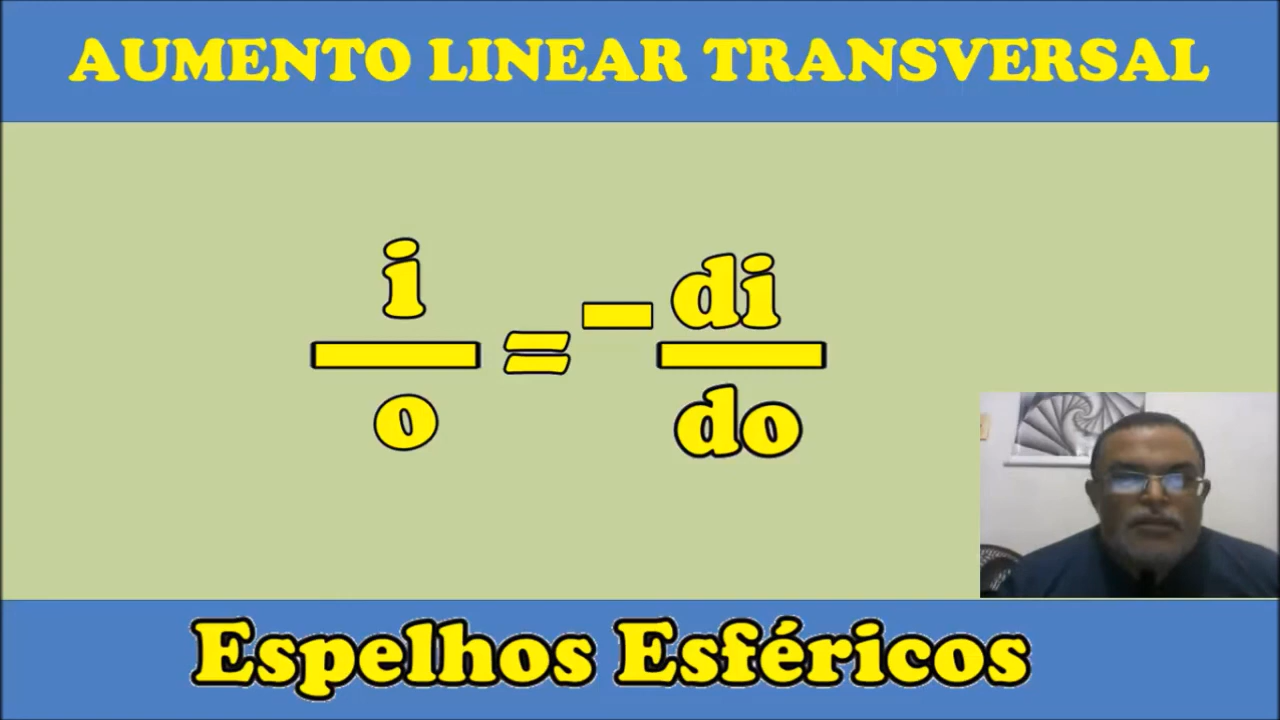 AUMENTO LINEAR TRANSVERSAL
i
o
=
- di
do
Espelhos Esféricos